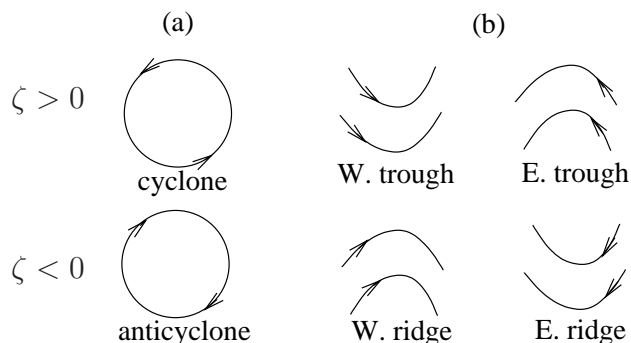 (a) (b)
ζ > 0
cyclone W. trough E. trough
ζ < 0
anticyclone W. ridge E. ridge